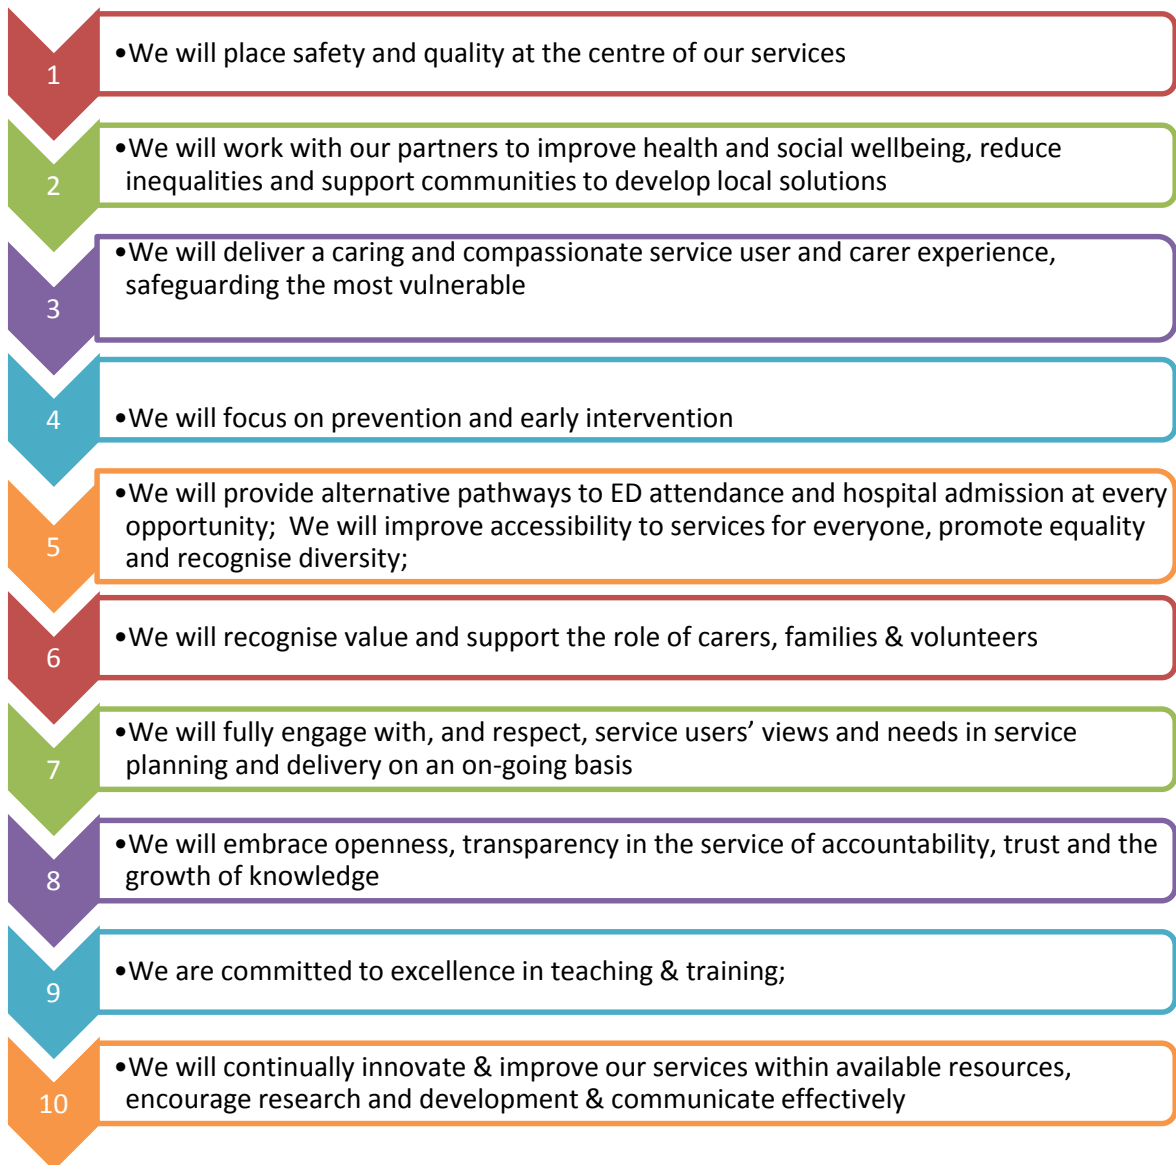 1
•We will place safety and quality at the centre of our services
2
•We will work with our partners to improve health and social wellbeing, reduce
inequalities and support communities to develop local solutions
3
•We will deliver a caring and compassionate service user and carer experience,
safeguarding the most vulnerable
4
•We will focus on prevention and early intervention
5
•We will provide alternative pathways to ED attendance and hospital admission at every
opportunity;  We will improve accessibility to services for everyone, promote equality
and recognise diversity;
6
•We will recognise value and support the role of carers, families & volunteers
7
•We will fully engage with, and respect, service users’ views and needs in service
planning and delivery on an on-going basis
8
•We will embrace openness, transparency in the service of accountability, trust and the
growth of knowledge
9
•We are committed to excellence in teaching & training;
10
•We will continually innovate & improve our services within available resources,
encourage research and development & communicate effectively